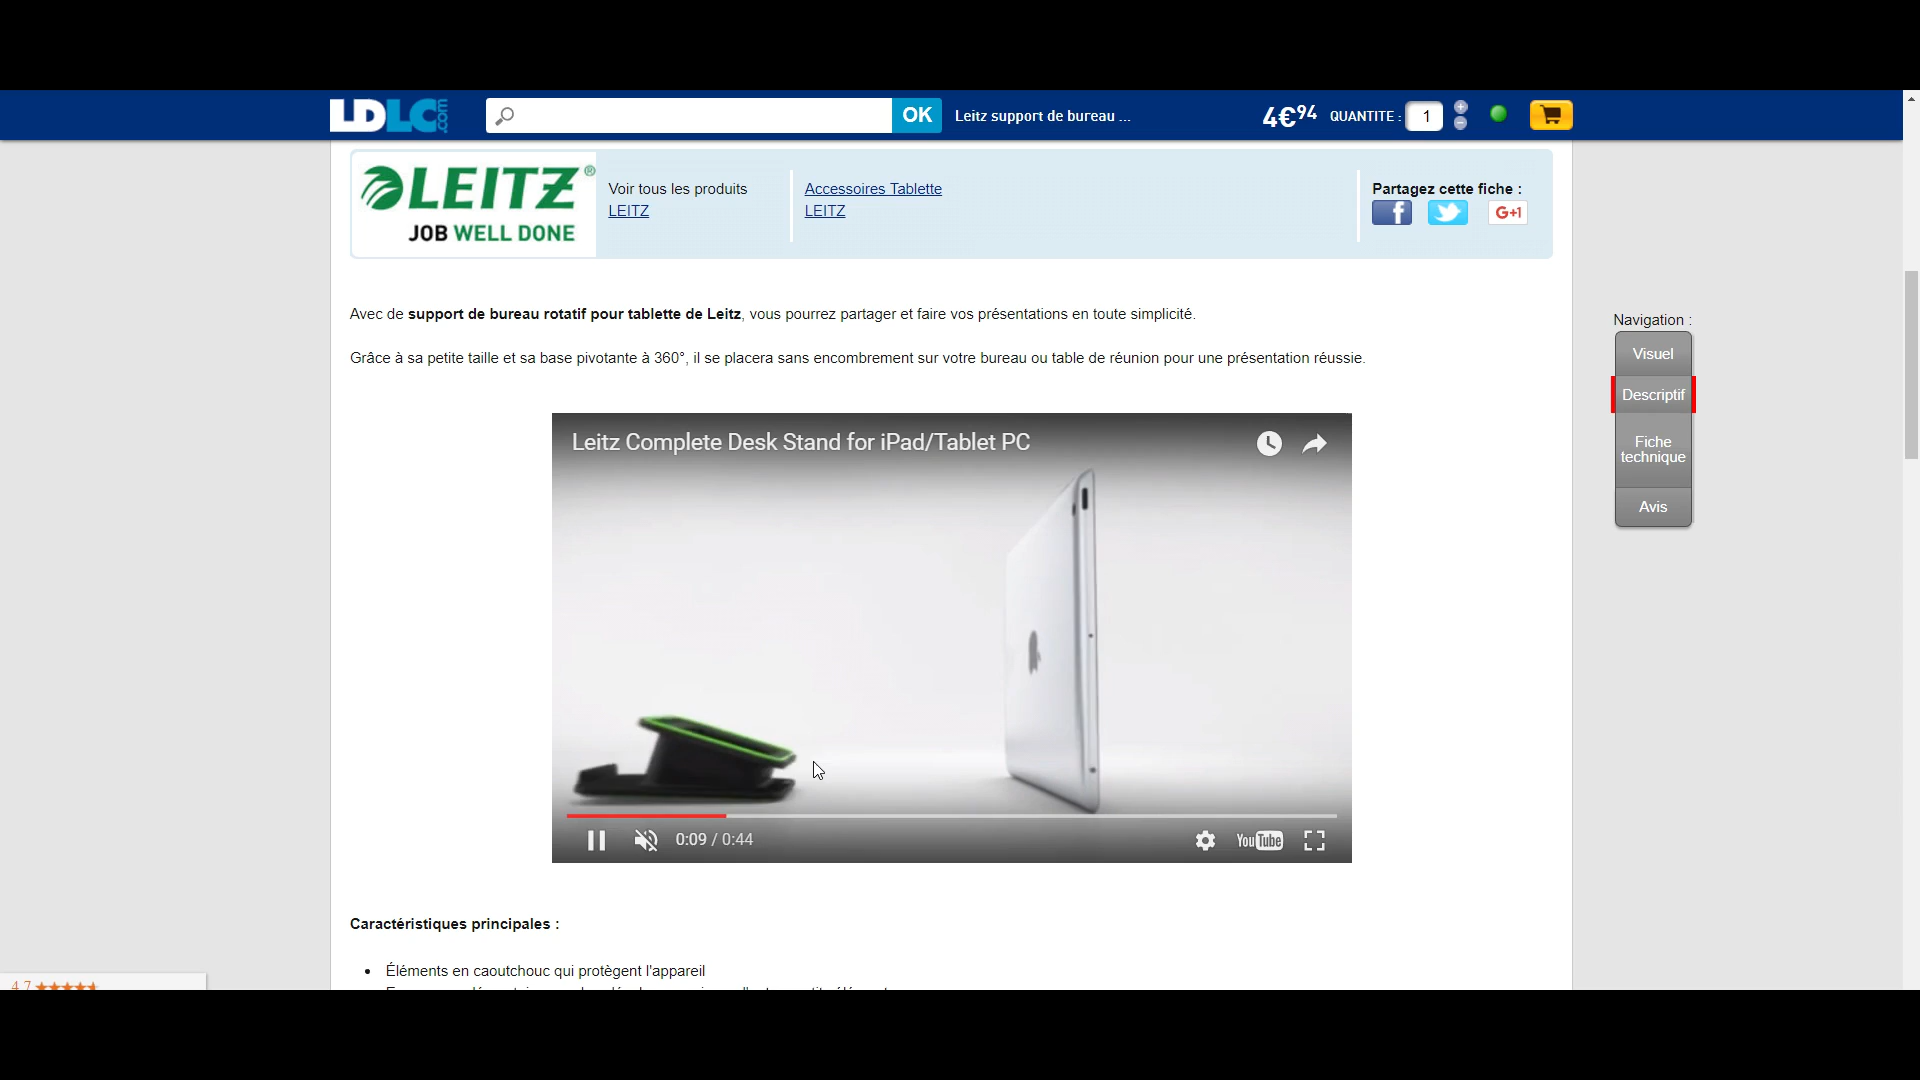 LDLC.com
OK
Leitz support de bureau ...
4€94
QUANTITE :
1
LEITZ®
JOB WELL DONE
Voir tous les produits
LEITZ
Accessoires Tablette
LEITZ
Partagez cette fiche :
f
G+1
Avec de support de bureau rotatif pour tablette de Leitz, vous pourrez partager et faire vos présentations en toute simplicité.
Grâce à sa petite taille et sa base pivotante à 360°, il se placera sans encombrement sur votre bureau ou table de réunion pour une présentation réussie.
Navigation :
Visuel
Descriptif
Fiche
technique
Avis
Leitz Complete Desk Stand for iPad/Tablet PC
0:09 / 0:44
YouTube
Caractéristiques principales :
• Éléments en caoutchouc qui protègent l'appareil
4.7